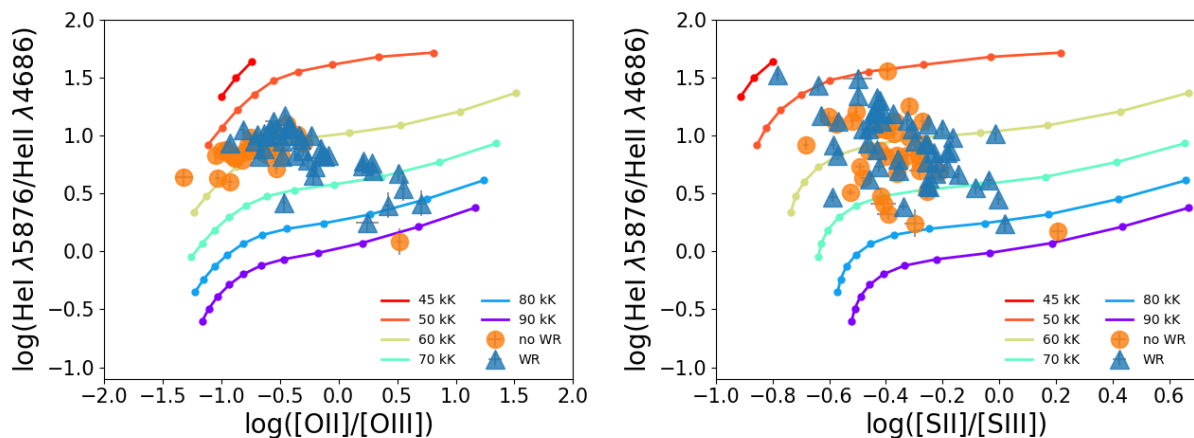 2.0
1.5
1.0
0.5
0.0
−0.5
−1.0
log(HeI λ5876/HeII λ4686)
−2.0 −1.5 −1.0 −0.5 0.0 0.5 1.0 1.5 2.0
log([OII]/[OIII])
45 kK 80 kK
50 kK 90 kK
60 kK no WR
70 kK WR
2.0
1.5
1.0
0.5
0.0
−0.5
−1.0
log(HeI λ5876/HeII λ4686)
−1.0 −0.8 −0.6 −0.4 −0.2 0.0 0.2 0.4 0.6
log([SII]/[SIII])
45 kK 80 kK
50 kK 90 kK
60 kK no WR
70 kK WR